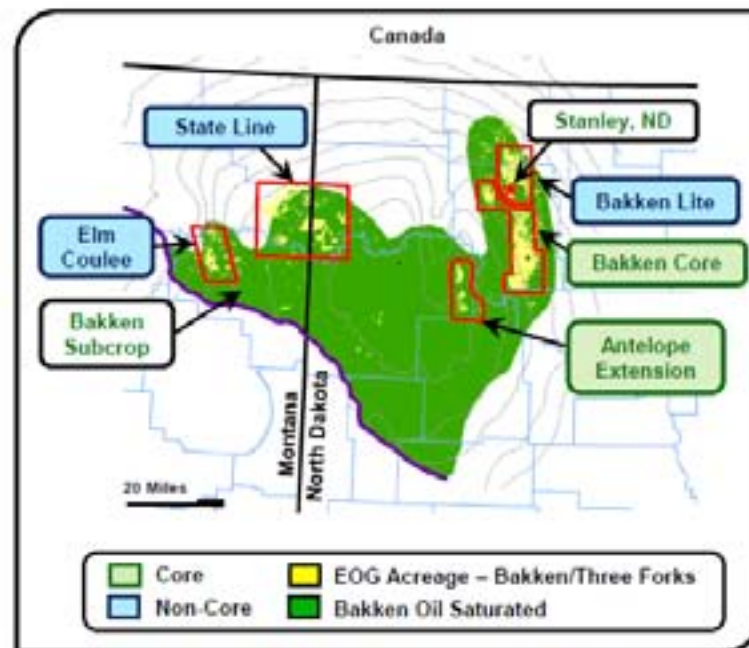 Canada
State Line
Stanley, ND
Bakken Lite
Elm
Coulee
Bakken Core
Bakken
Subcrop
Antelope
Extension
Montana
North Dakota
20 Miles
Core
EOG Acreage – Bakken/Three Forks
Non-Core
Bakken Oil Saturated